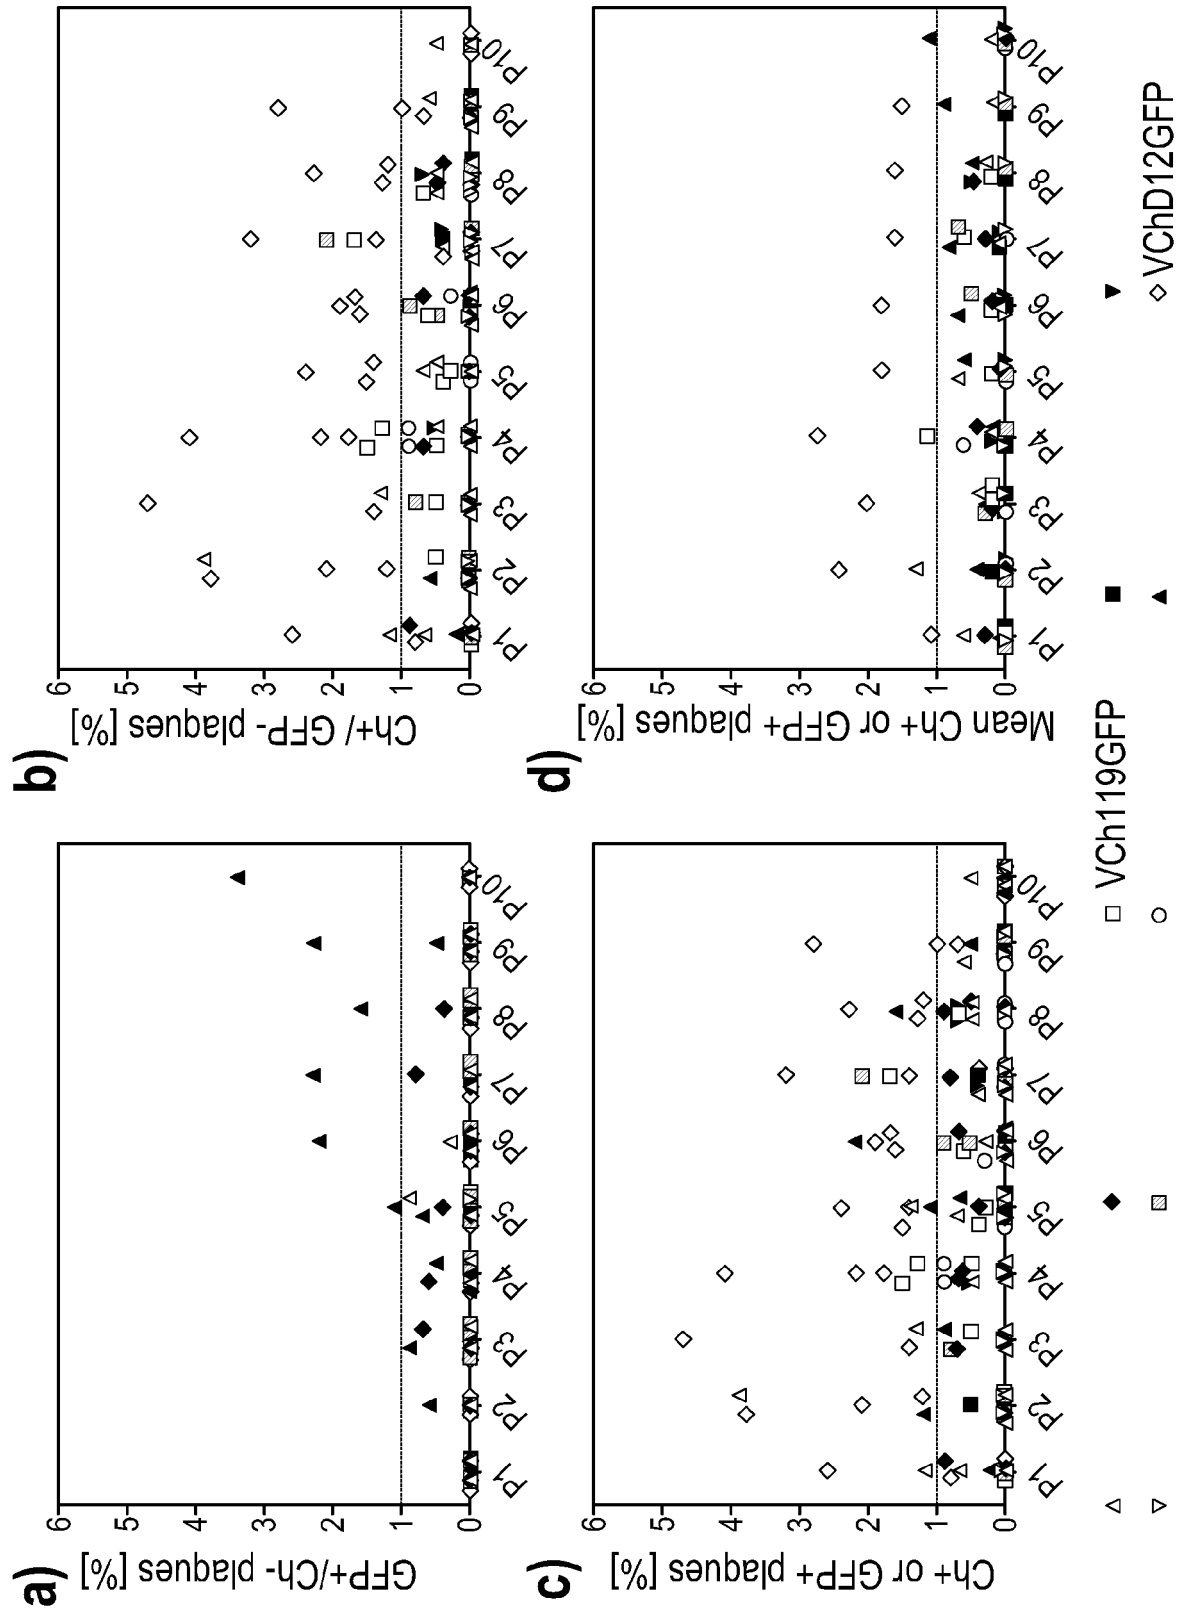 a)
GFP+/Ch- plaques [%]
6
5
4
3
2
1
0
P1
P2
P3
P4
P5
P6
P7
P8
P9
P10
b)
Ch+/ GFP- plaques [%]
6
5
4
3
2
1
0
P1
P2
P3
P4
P5
P6
P7
P8
P9
P10
c)
Ch+ or GFP+ plaques [%]
6
5
4
3
2
1
0
P1
P2
P3
P4
P5
P6
P7
P8
P9
P10
d)
Mean Ch+ or GFP+ plaques [%]
6
5
4
3
2
1
0
P1
P2
P3
P4
P5
P6
P7
P8
P9
P10
VCh119GFP
VChD12GFP